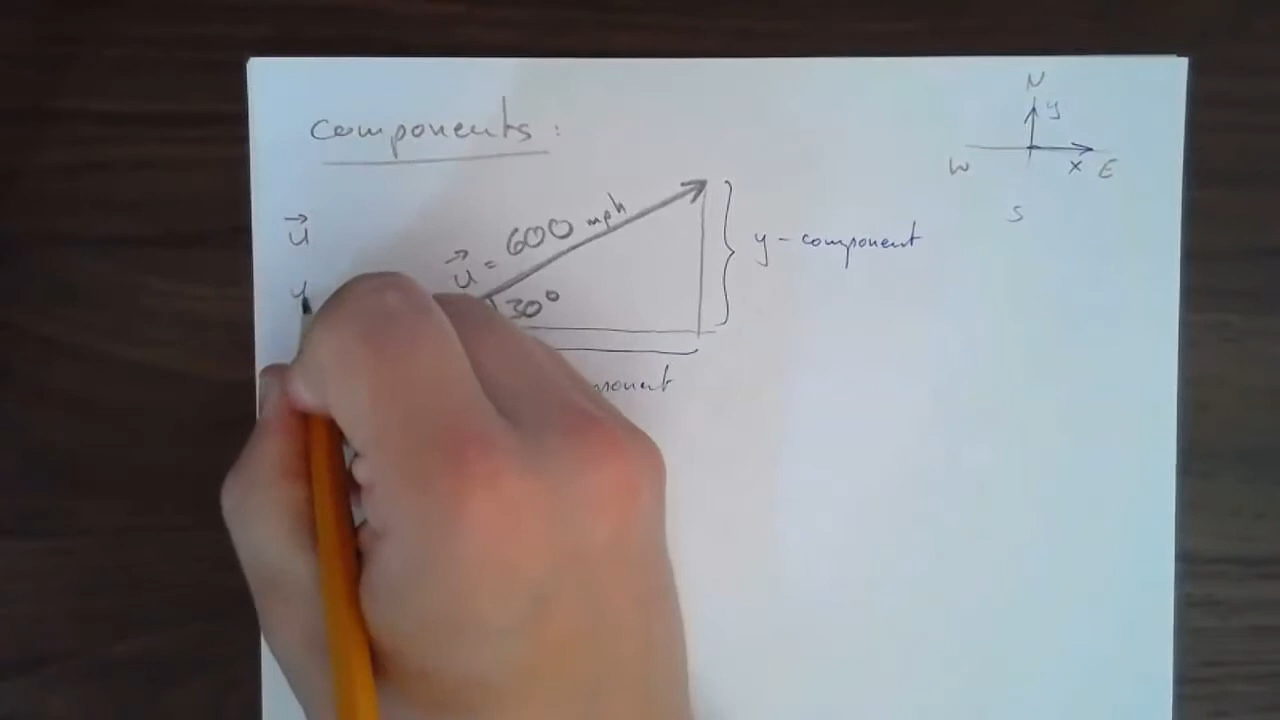 components :
N
y
W
x E
S
u
u = 600 mph
30°
y - component
u